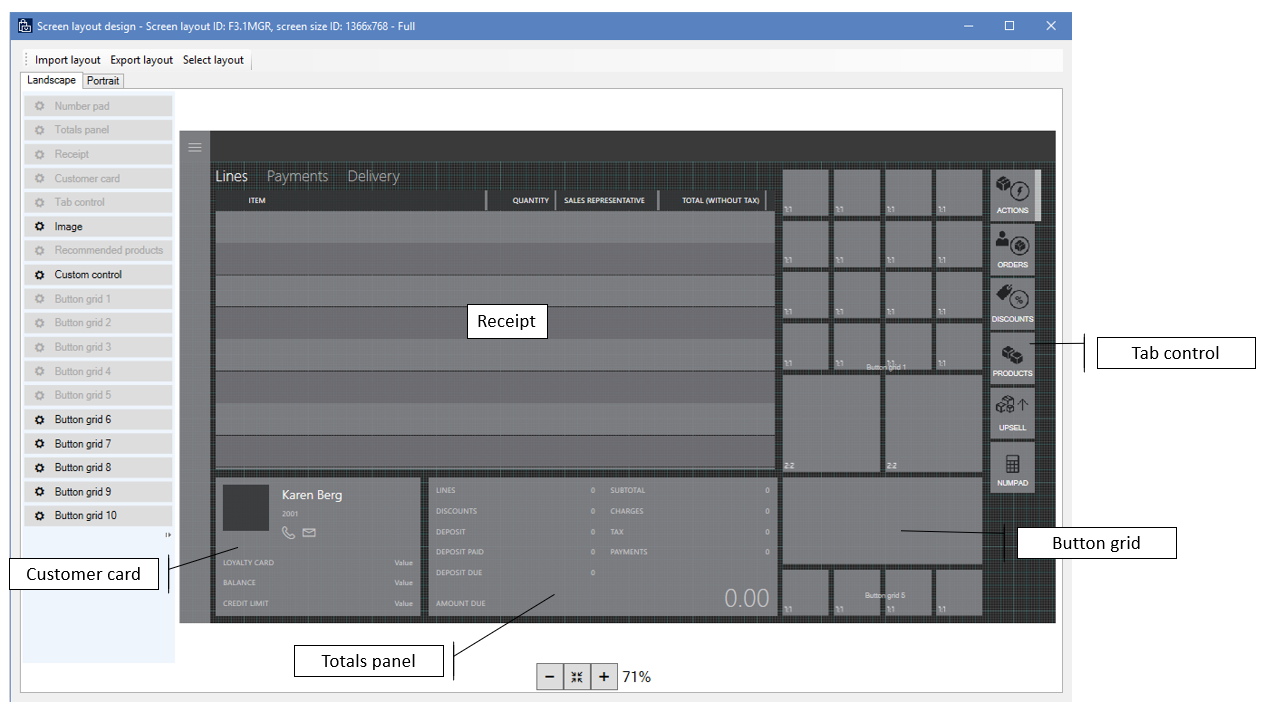 Screen layout design - Screen layout ID: F3.1MGR, screen size ID: 1366x768 - Full
Import layout Export layout Select layout
Landscape Portrait
Number pad
Totals panel
Receipt
Customer card
Tab control
Image
Recommended products
Custom control
Button grid 1
Button grid 2
Button grid 3
Button grid 4
Button grid 5
Button grid 6
Button grid 7
Button grid 8
Button grid 9
Button grid 10
Lines Payments Delivery
ITEM QUANTITY SALES REPRESENTATIVE TOTAL (WITHOUT TAX)
Receipt
Karen Berg
2001
LOYALTY CARD Value
BALANCE Value
CREDIT LIMIT Value
LINES 0 SUBTOTAL 0
DISCOUNTS 0 CHARGES 0
DEPOSIT 0 TAX 0
DEPOSIT PAID 0 PAYMENTS 0
DEPOSIT DUE 0
AMOUNT DUE 0.00
1:1 1:1 1:1 1:1
1:1 1:1 1:1 1:1
1:1 1:1 1:1 1:1
1:1 1:1 1:1 1:1
Button grid 1
2:2 2:2
Button grid 5
1:1 1:1 1:1 1:1
ACTIONS
ORDERS
DISCOUNTS
PRODUCTS
UPSELL
NUMPAD
Tab control
Button grid
Customer card
Totals panel
71%